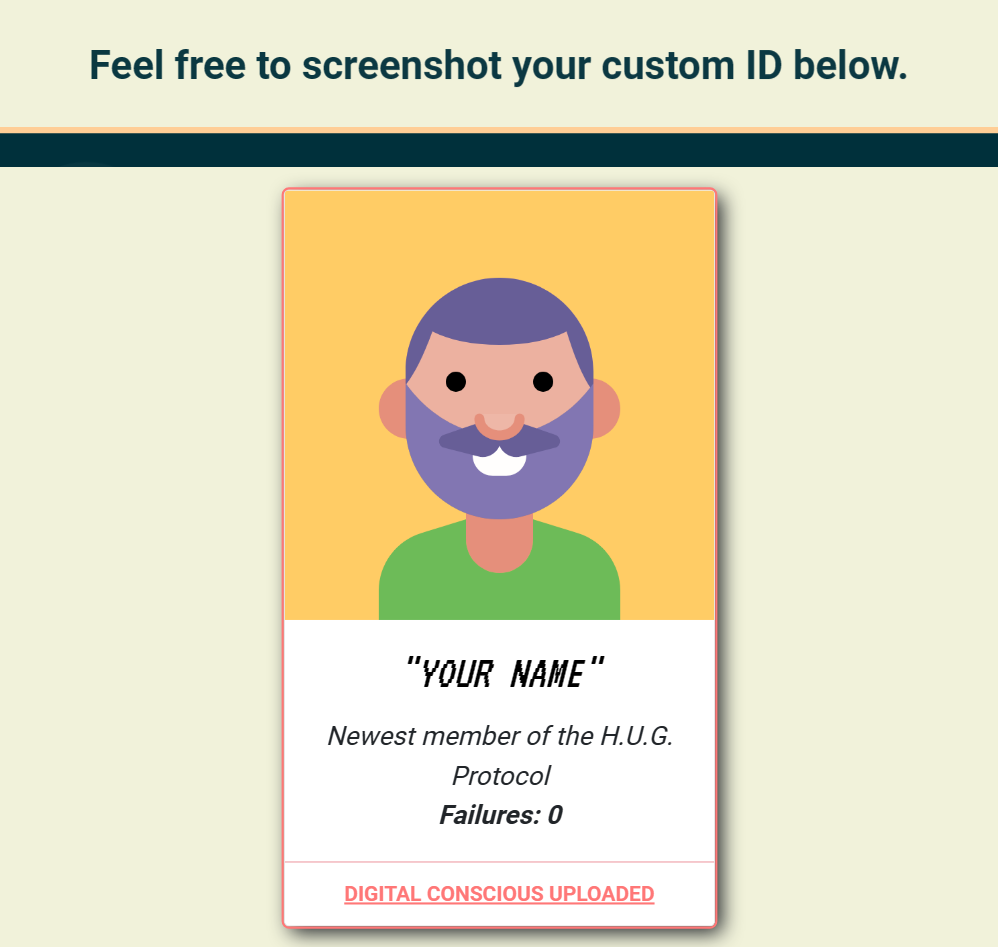 Feel free to screenshot your custom ID below.
"YOUR NAME"
Newest member of the H.U.G.
Protocol
Failures: 0
DIGITAL CONSCIOUS UPLOADED